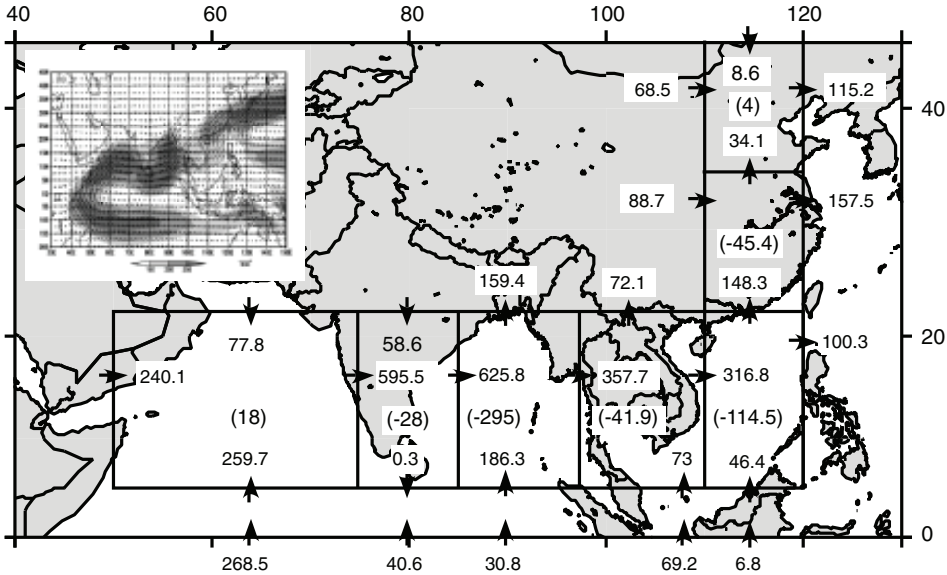 40 60 80 100 120
8.6
68.5 115.2
(4) 40
34.1
88.7 157.5
(-45.4)
159.4 72.1 148.3
20
77.8 58.6 100.3
240.1 595.5 625.8 357.7 316.8
(18) (-28) (-295) (-41.9) (-114.5)
259.7 0.3 186.3 73 46.4
0
268.5 40.6 30.8 69.2 6.8